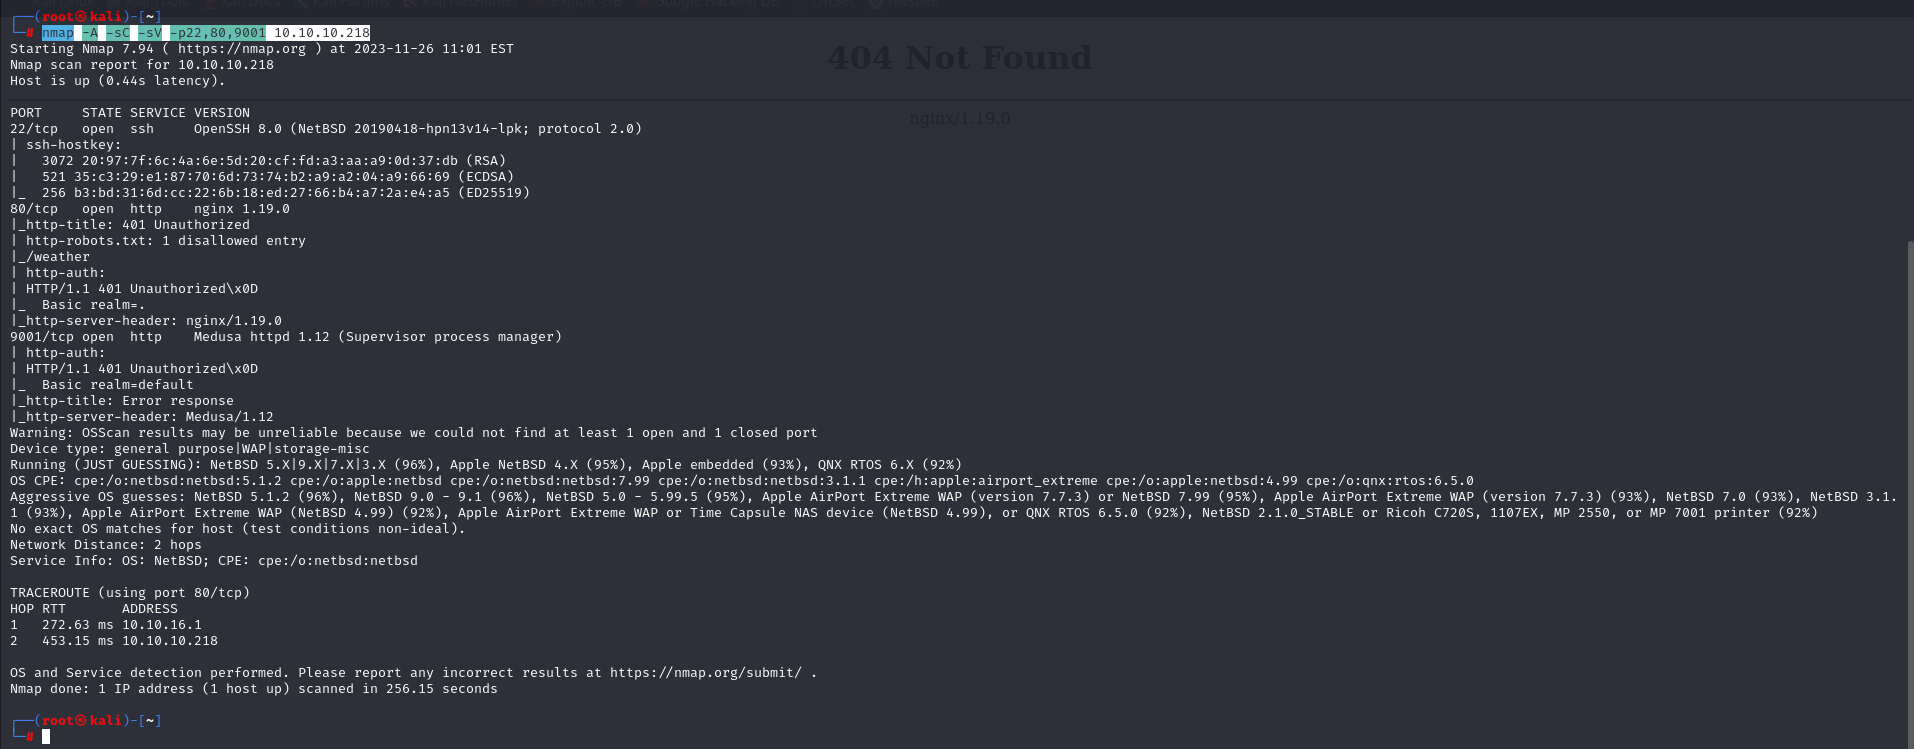 Kali Linux Kali Tools Kali Docs Kali Forums Kali NetHunter Exploit-DB Google Hacking DB OffSec revshell
┌──(root㉿kali)-[~]
└─# nmap -A -sC -sV -p22,80,9001 10.10.10.218
Starting Nmap 7.94 ( https://nmap.org ) at 2023-11-26 11:01 EST
404 Not Found
Nmap scan report for 10.10.10.218
Host is up (0.44s latency).
PORT     STATE SERVICE VERSION
nginx/1.19.0
22/tcp   open  ssh     OpenSSH 8.0 (NetBSD 20190418-hpn13v14-lpk; protocol 2.0)
| ssh-hostkey:
|   3072 20:97:7f:6c:4a:6e:5d:20:cf:fd:a3:aa:a9:0d:37:db (RSA)
|   521 35:c3:29:e1:87:70:6d:73:74:b2:a9:a2:04:a9:66:69 (ECDSA)
|_  256 b3:bd:31:6d:cc:22:6b:18:ed:27:66:b4:a7:2a:e4:a5 (ED25519)
80/tcp   open  http    nginx 1.19.0
|_http-title: 401 Unauthorized
| http-robots.txt: 1 disallowed entry
|_/weather
| http-auth:
| HTTP/1.1 401 Unauthorized\x0D
|_  Basic realm=.
|_http-server-header: nginx/1.19.0
9001/tcp open  http    Medusa httpd 1.12 (Supervisor process manager)
| http-auth:
| HTTP/1.1 401 Unauthorized\x0D
|_  Basic realm=default
|_http-title: Error response
|_http-server-header: Medusa/1.12
Warning: OSScan results may be unreliable because we could not find at least 1 open and 1 closed port
Device type: general purpose|WAP|storage-misc
Running (JUST GUESSING): NetBSD 5.X|9.X|7.X|3.X (96%), Apple NetBSD 4.X (95%), Apple embedded (93%), QNX RTOS 6.X (92%)
OS CPE: cpe:/o:netbsd:netbsd:5.1.2 cpe:/o:apple:netbsd cpe:/o:netbsd:netbsd:7.99 cpe:/o:netbsd:netbsd:3.1.1 cpe:/h:apple:airport_extreme cpe:/o:apple:netbsd:4.99 cpe:/o:qnx:rtos:6.5.0
Aggressive OS guesses: NetBSD 5.1.2 (96%), NetBSD 9.0 - 9.1 (96%), NetBSD 5.0 - 5.99.5 (95%), Apple AirPort Extreme WAP (version 7.7.3) or NetBSD 7.99 (95%), Apple AirPort Extreme WAP (version 7.7.3) (93%), NetBSD 7.0 (93%), NetBSD 3.1.
1 (93%), Apple AirPort Extreme WAP (NetBSD 4.99) (92%), Apple AirPort Extreme WAP or Time Capsule NAS device (NetBSD 4.99), or QNX RTOS 6.5.0 (92%), NetBSD 2.1.0_STABLE or Ricoh C720S, 1107EX, MP 2550, or MP 7001 printer (92%)
No exact OS matches for host (test conditions non-ideal).
Network Distance: 2 hops
Service Info: OS: NetBSD; CPE: cpe:/o:netbsd:netbsd
TRACEROUTE (using port 80/tcp)
HOP RTT       ADDRESS
1   272.63 ms 10.10.16.1
2   453.15 ms 10.10.10.218
OS and Service detection performed. Please report any incorrect results at https://nmap.org/submit/ .
Nmap done: 1 IP address (1 host up) scanned in 256.15 seconds
┌──(root㉿kali)-[~]
└─#